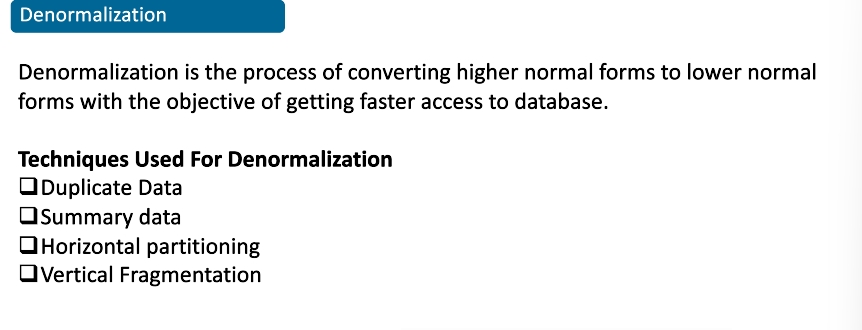 Denormalization
Denormalization is the process of converting higher normal forms to lower normal
forms with the objective of getting faster access to database.
Techniques Used For Denormalization
❑Duplicate Data
❑Summary data
❑Horizontal partitioning
❑Vertical Fragmentation